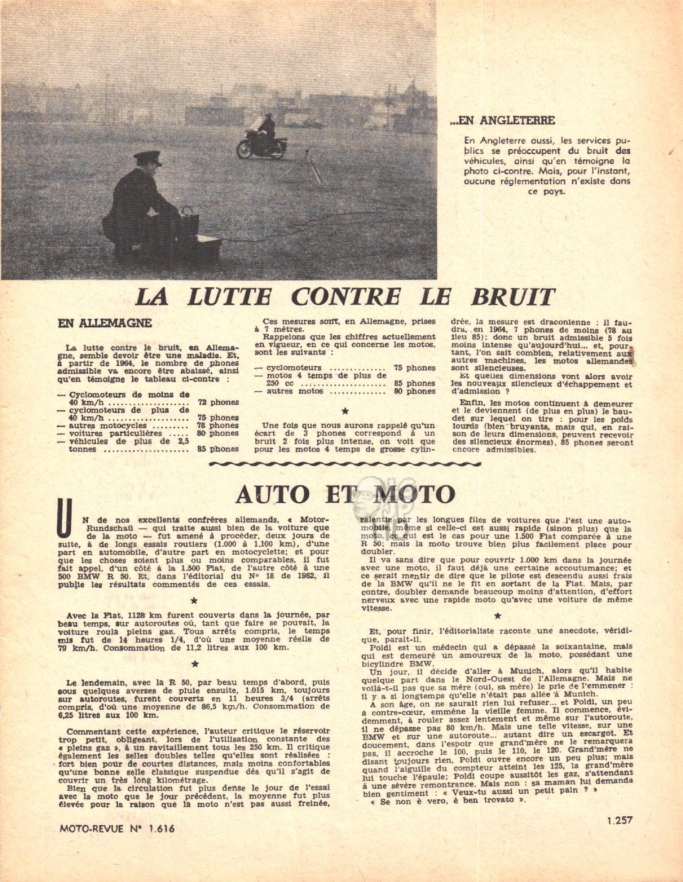 ...EN ANGLETERRE
En Angleterre aussi, les services pu-
blics se préoccupent du bruit des
véhicules, ainsi qu'en témoigne la
photo ci-contre. Mais, pour l'instant,
aucune réglementation n'existe dans
ce pays.
LA LUTTE CONTRE LE BRUIT
EN ALLEMAGNE
La lutte contre le bruit, en Allema-
gne, semble devoir être une maladie. Et,
à partir de 1964, le nombre de phones
admissible va encore être abaissé, ainsi
qu'en témoigne le tableau ci-contre :
— Cyclomoteurs de moins de
40 km/h .................. 72 phones
— cyclomoteurs de plus de
40 km/h .................. 75 phones
— autres motocycles ......... 78 phones
— voitures particulières ..... 80 phones
— véhicules de plus de 2,5
tonnes ................... 85 phones
Ces mesures sont, en Allemagne, prises
à 7 mètres.
Rappelons que les chiffres actuellement
en vigueur, en ce qui concerne les motos,
sont les suivants :
— cyclomoteurs .............. 75 phones
— motos 4 temps de plus de
250 cc ................... 85 phones
— autres motos .............. 80 phones
★
Une fois que nous aurons rappelé qu'un
écart de 3 phones correspond à un
bruit 2 fois plus intense, on voit que
pour les motos 4 temps de grosse cylin-
drée, la mesure est draconienne : il fau-
dra, en 1964, 7 phones de moins (78 au
lieu 85); donc un bruit admissible 5 fois
moins intense qu'aujourd'hui... et, pour-
tant, l'on sait combien, relativement aux
autres machines, les motos allemandes
sont silencieuses.
Et quelles dimensions vont alors avoir
les nouveaux silencieux d'échappement et
d'admission ?
Enfin, les motos continuent à demeurer
et le deviennent (de plus en plus) le bau-
det sur lequel on tire : pour les poids
lourds (bien bruyants, mais qui, en rai-
son de leurs dimensions, peuvent recevoir
des silencieux énormes), 85 phones seront
encore admissibles.
AUTO ET MOTO
UN de nos excellents confrères allemands, « Motor-
Rundschaü — qui traite aussi bien de la voiture que
de la moto — fut amené à procéder, deux jours de
suite, à de longs essais routiers (1.000 à 1.100 km), d'une
part en automobile, d'autre part en motocyclette; et pour
que les choses soient plus ou moins comparables, il fut
fait appel, d'un côté à la 1.500 Fiat, de l'autre côté à une
500 BMW R 50. Et, dans l'éditorial du N° 18 de 1962, il
publie les résultats commentés de ces essais.
★
Avec la Fiat, 1128 km furent couverts dans la journée, par
beau temps, sur autoroutes où, tant que faire se pouvait, la
voiture roula pleins gaz. Tous arrêts compris, le temps
mis fut de 14 heures 1/4, d'où une moyenne réelle de
79 km/h. Consommation de 11,2 litres aux 100 km.
★
Le lendemain, avec la R 50, par beau temps d'abord, puis
sous quelques averses de pluie ensuite, 1.015 km, toujours
sur autoroutes, furent couverts en 11 heures 3/4 (arrêts
compris, d'où une moyenne de 86,5 km/h. Consommation de
6,25 litres aux 100 km.
Commentant cette expérience, l'auteur critique le réservoir
trop petit, obligeant, lors de l'utilisation constante des
« pleins gaz », à un ravitaillement tous les 250 km. Il critique
également les selles doubles telles qu'elles sont réalisées :
fort bien pour de courtes distances, mais moins confortables
qu'une bonne selle classique suspendue dès qu'il s'agit de
couvrir un très long kilométrage.
Bien que la circulation fut plus dense le jour de l'essai
avec la moto que le jour précédent, la moyenne fut plus
élevée pour la raison que la moto n'est pas aussi freinée,
ralentie par les longues files de voitures que l'est une auto-
mobile, même si celle-ci est aussi rapide (sinon plus) que la
moto, ce qui est le cas pour une 1.500 Fiat comparée à une
R 50; mais la moto trouve bien plus facilement place pour
doubler.
Il va sans dire que pour couvrir 1.000 km dans une journée
avec une moto, il faut déjà une certaine accoutumance; et
ce serait mentir de dire que le pilote est descendu aussi frais
de la BMW qu'il ne le fit en sortant de la Fiat. Mais, par
contre, doubler demande beaucoup moins d'attention, d'effort
nerveux avec une rapide moto qu'avec une voiture de même
vitesse.
★
Et, pour finir, l'éditorialiste raconte une anecdote, véridi-
que, paraît-il.
Poldi est un médecin qui a dépassé la soixantaine, mais
qui est demeuré un amoureux de la moto, possédant une
bicylindre BMW.
Un jour, il décide d'aller à Munich, alors qu'il habite
quelque part dans le Nord-Ouest de l'Allemagne. Mais ne
voilà-t-il pas que sa mère (oui, sa mère) le prie de l'emmener :
il y a si longtemps qu'elle n'était pas allée à Munich.
A son âge, on ne saurait rien lui refuser... et Poldi, un peu
à contre-cœur, emmène la vieille femme. Il commence, évi-
demment, à rouler assez lentement et même sur l'autoroute,
il ne dépasse pas 80 km/h. Mais une telle vitesse, sur une
BMW et sur une autoroute... autant dire un escargot. Et
doucement, dans l'espoir que grand'mère ne le remarquera
pas, il accroche le 100, puis le 110, le 120. Grand'mère ne
disant toujours rien, Poldi ouvre encore un peu plus; mais
quand l'aiguille du compteur atteint les 125, la grand'mère
lui touche l'épaule; Poldi coupe aussitôt les gaz, s'attendant
à une sévère remontrance. Mais non : sa maman lui demanda
bien gentiment : « Veux-tu aussi un petit pain ? »
« Se non è vero, è ben trovato ».
MOTO-REVUE N° 1.616
1.257